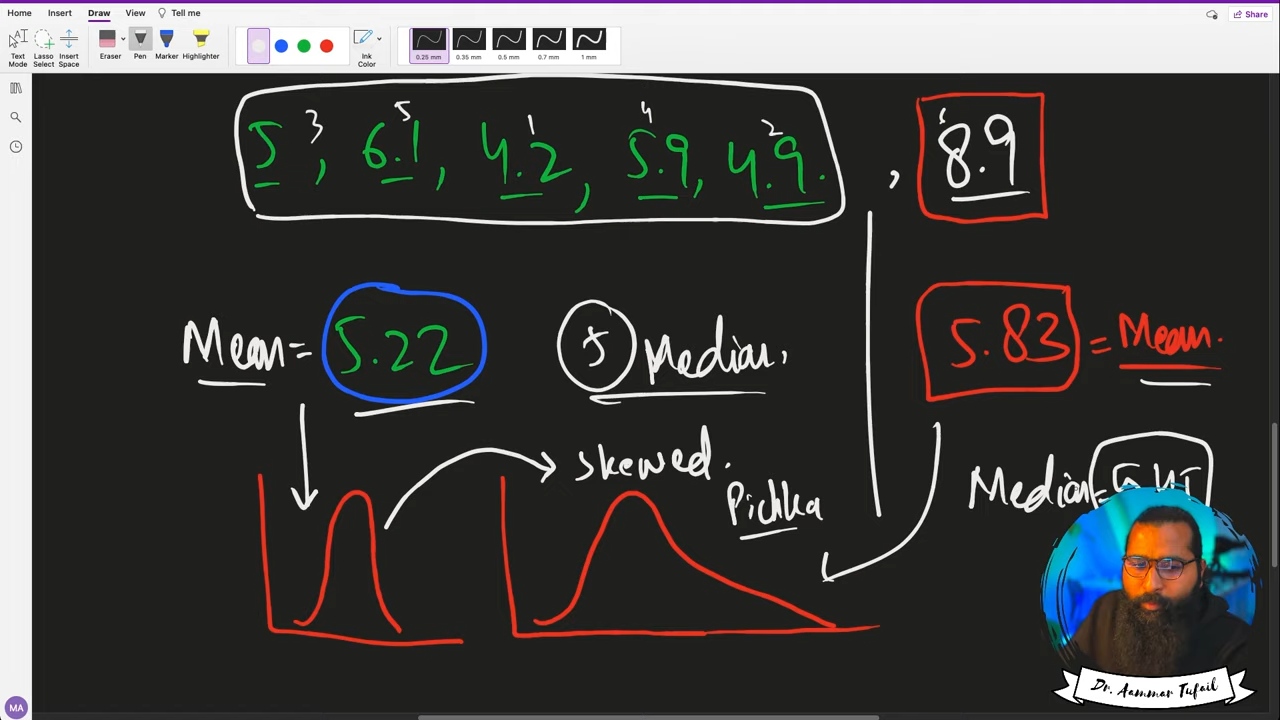 Home Insert Draw View Tell me
Share
Text Mode Lasso Select Insert Space Eraser Pen Marker Highlighter Ink Color 0.25 mm 0.35 mm 0.5 mm 0.7 mm 1 mm
3 5 1 4 2
5, 6.1, 4.2, 5.9, 4.9. , 8.9
Mean = 5.22 5 Median. 5.83 = Mean.
skewed.
Pichka
Median =
MA
Dr. Aammar Tufail